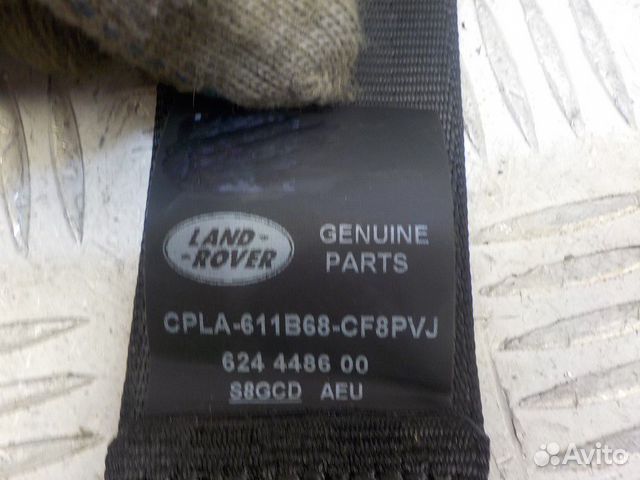 LAND-
-ROVER
GENUINE
PARTS
CPLA-611B68-CF8PVJ
624 4486 00
S8GCD AEU
Avito